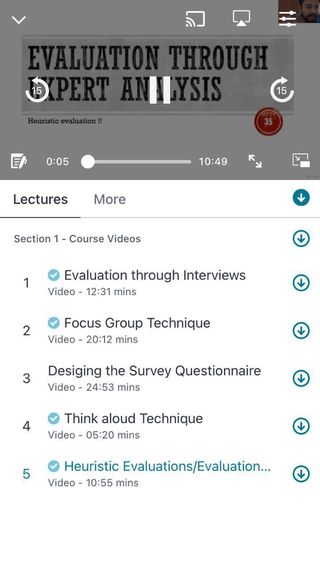 EVALUATION THROUGH
EXPERT ANALYSIS
15
15
Heuristic evaluation !!
35
0:05
10:49
Lectures
More
Section 1 - Course Videos
1
Evaluation through Interviews
Video - 12:31 mins
2
Focus Group Technique
Video - 20:12 mins
3
Desiging the Survey Questionnaire
Video - 24:53 mins
4
Think aloud Technique
Video - 05:20 mins
5
Heuristic Evaluations/Evaluation...
Video - 10:55 mins